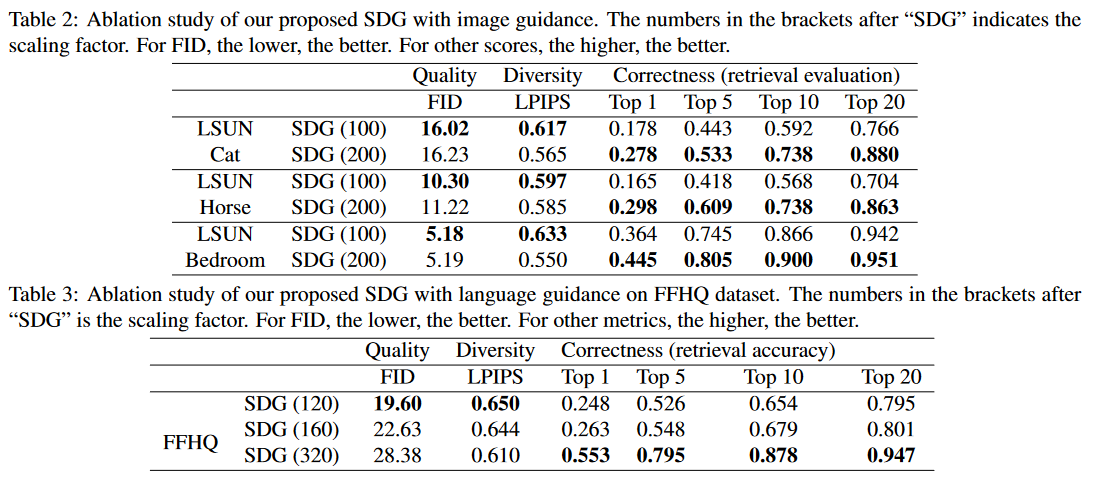 Table 2: Ablation study of our proposed SDG with image guidance. The numbers in the brackets after “SDG” indicates the
scaling factor. For FID, the lower, the better. For other scores, the higher, the better.
Quality Diversity Correctness (retrieval evaluation)
FID LPIPS Top 1 Top 5 Top 10 Top 20
LSUN SDG (100) 16.02 0.617 0.178 0.443 0.592 0.766
Cat SDG (200) 16.23 0.565 0.278 0.533 0.738 0.880
LSUN SDG (100) 10.30 0.597 0.165 0.418 0.568 0.704
Horse SDG (200) 11.22 0.585 0.298 0.609 0.738 0.863
LSUN SDG (100) 5.18 0.633 0.364 0.745 0.866 0.942
Bedroom SDG (200) 5.19 0.550 0.445 0.805 0.900 0.951
Table 3: Ablation study of our proposed SDG with language guidance on FFHQ dataset. The numbers in the brackets after
“SDG” is the scaling factor. For FID, the lower, the better. For other metrics, the higher, the better.
Quality Diversity Correctness (retrieval accuracy)
FID LPIPS Top 1 Top 5 Top 10 Top 20
SDG (120) 19.60 0.650 0.248 0.526 0.654 0.795
FFHQ SDG (160) 22.63 0.644 0.263 0.548 0.679 0.801
SDG (320) 28.38 0.610 0.553 0.795 0.878 0.947